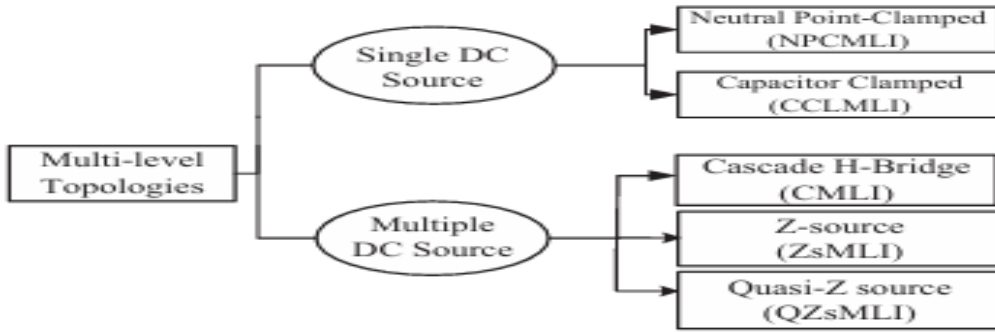 Multi-level
Topologies
Single DC
Source
Neutral Point-Clamped
(NPCMLI)
Capacitor Clamped
(CCLMLI)
Multiple
DC Source
Cascade H-Bridge
(CMLI)
Z-source
(ZsMLI)
Quasi-Z source
(QZsMLI)